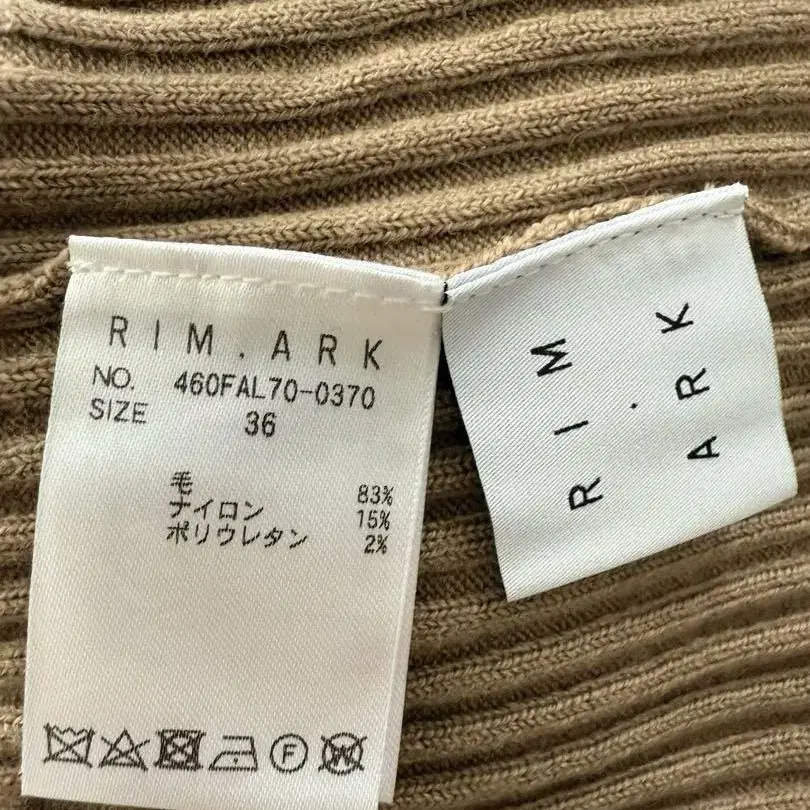 RIM.ARK
NO. 460FAL70-0370
SIZE 36
毛 83%
ナイロン 15%
ポリウレタン 2%
F
W
RIM
.
ARK